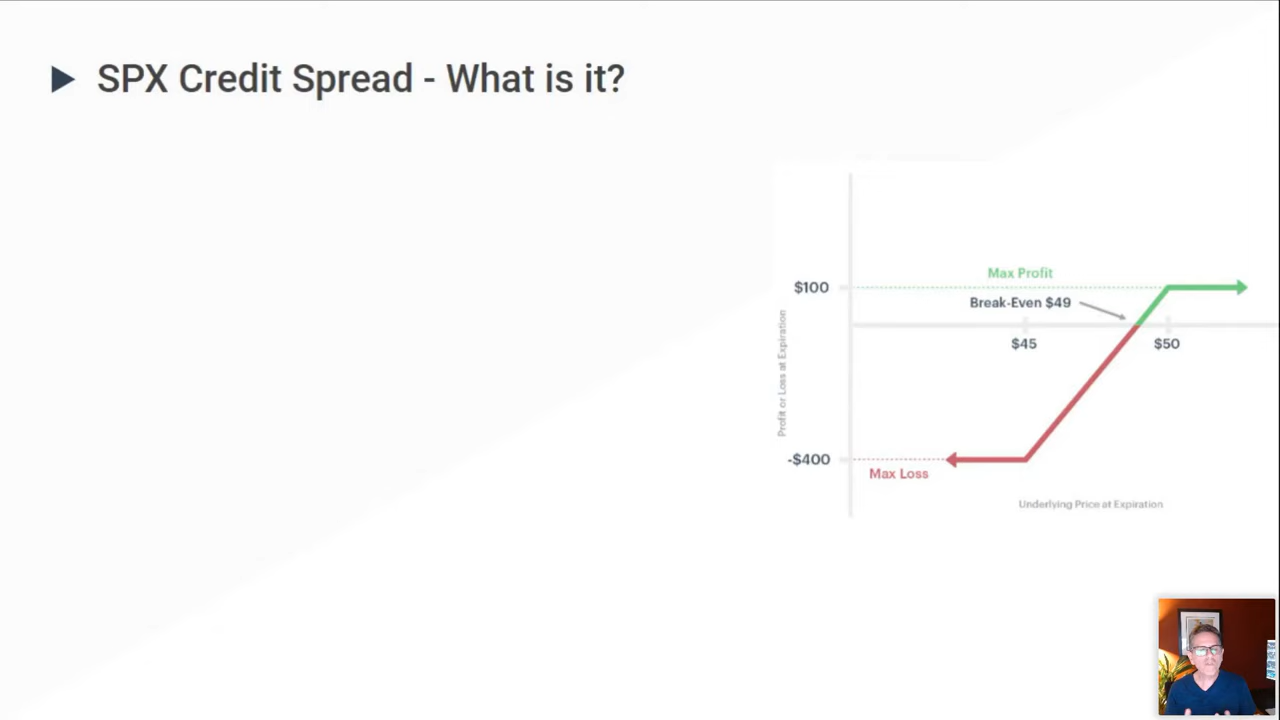 SPX Credit Spread - What is it?
Max Profit
$100
Break-Even $49
$45
$50
Profit or Loss at Expiration
-$400
Max Loss
Underlying Price at Expiration